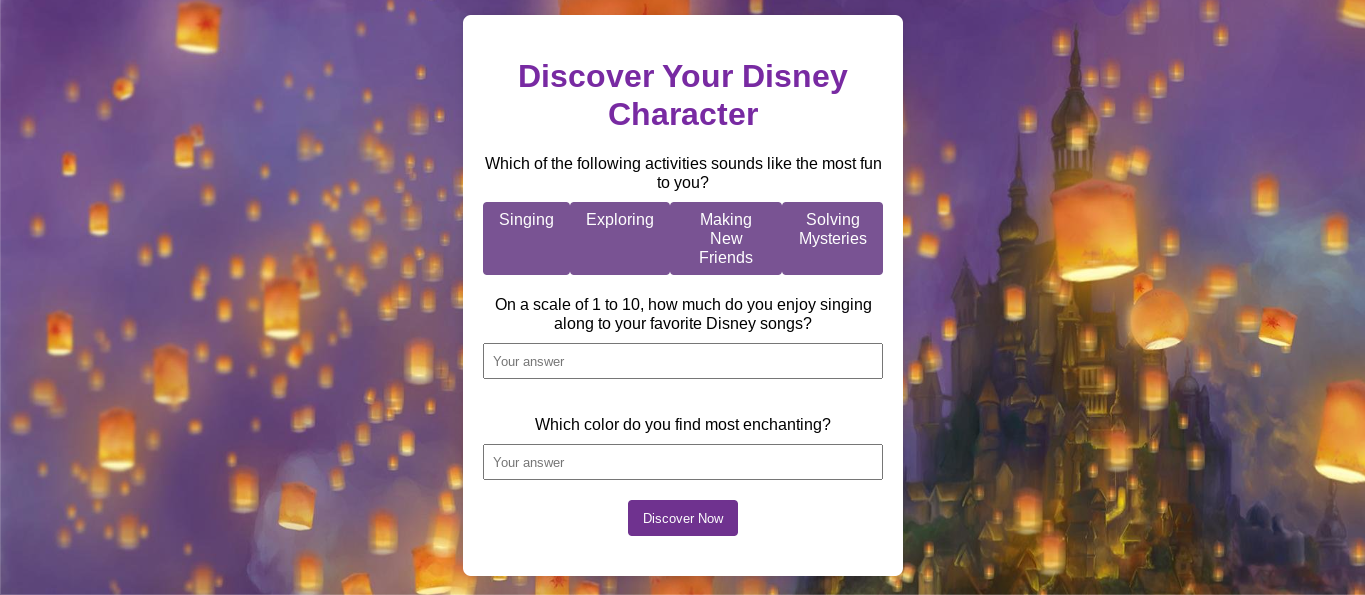 Discover Your Disney
Character
Which of the following activities sounds like the most fun
to you?
Singing
Exploring
Making
New
Friends
Solving
Mysteries
On a scale of 1 to 10, how much do you enjoy singing
along to your favorite Disney songs?
Your answer
Which color do you find most enchanting?
Your answer
Discover Now